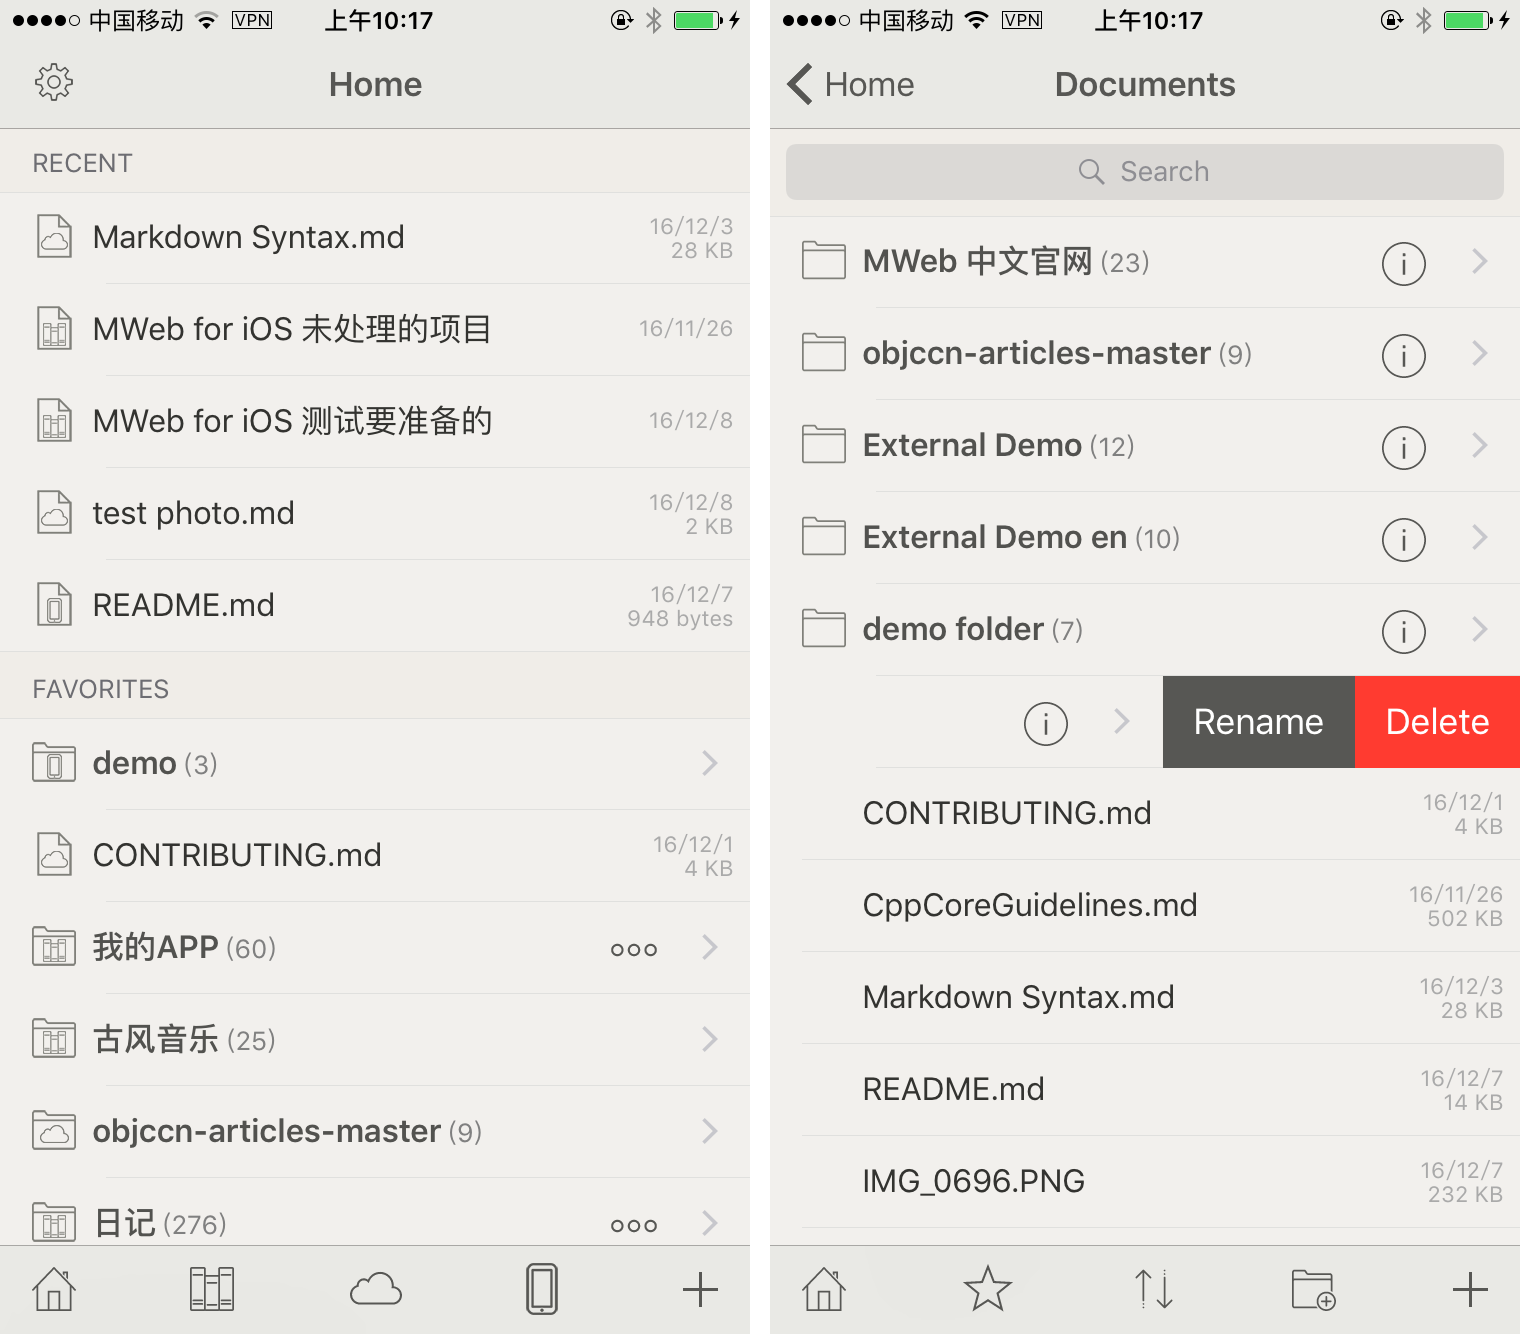 中国移动 VPN 上午10:17
Home
RECENT
Markdown Syntax.md 16/12/3
28 KB
MWeb for iOS 未处理的项目 16/11/26
MWeb for iOS 测试要准备的 16/12/8
test photo.md 16/12/8
2 KB
README.md 16/12/7
948 bytes
FAVORITES
demo (3)
CONTRIBUTING.md 16/12/1
4 KB
我的APP (60)
古风音乐 (25)
objccn-articles-master (9)
日记 (276)
中国移动 VPN 上午10:17
Home Documents
Search
MWeb 中文官网 (23)
objccn-articles-master (9)
External Demo (12)
External Demo en (10)
demo folder (7)
Rename Delete
CONTRIBUTING.md 16/12/1
4 KB
CppCoreGuidelines.md 16/11/26
502 KB
Markdown Syntax.md 16/12/3
28 KB
README.md 16/12/7
14 KB
IMG_0696.PNG 16/12/7
232 KB